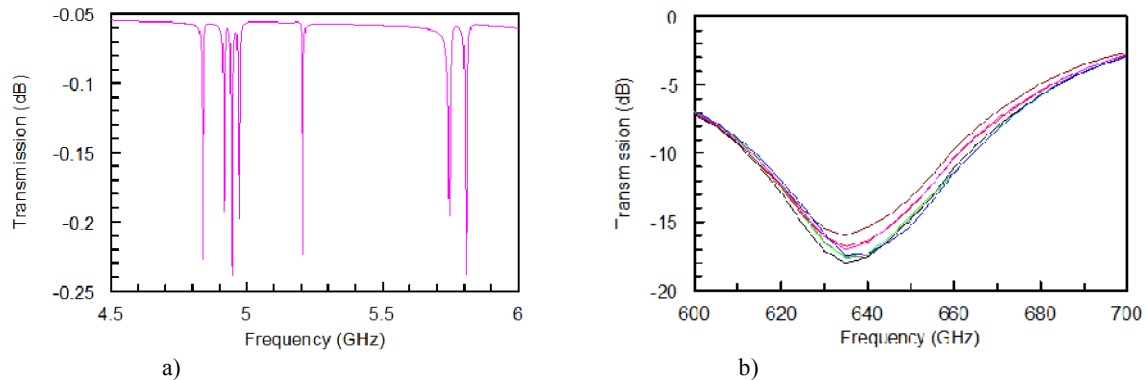 -0.05
-0.1
-0.15
-0.2
-0.25
Transmission (dB)
4.5 5 5.5 6
Frequency (GHz)
a)
0
-5
-10
-15
-20
Transmission (dB)
600 620 640 660 680 700
Frequency (GHz)
b)